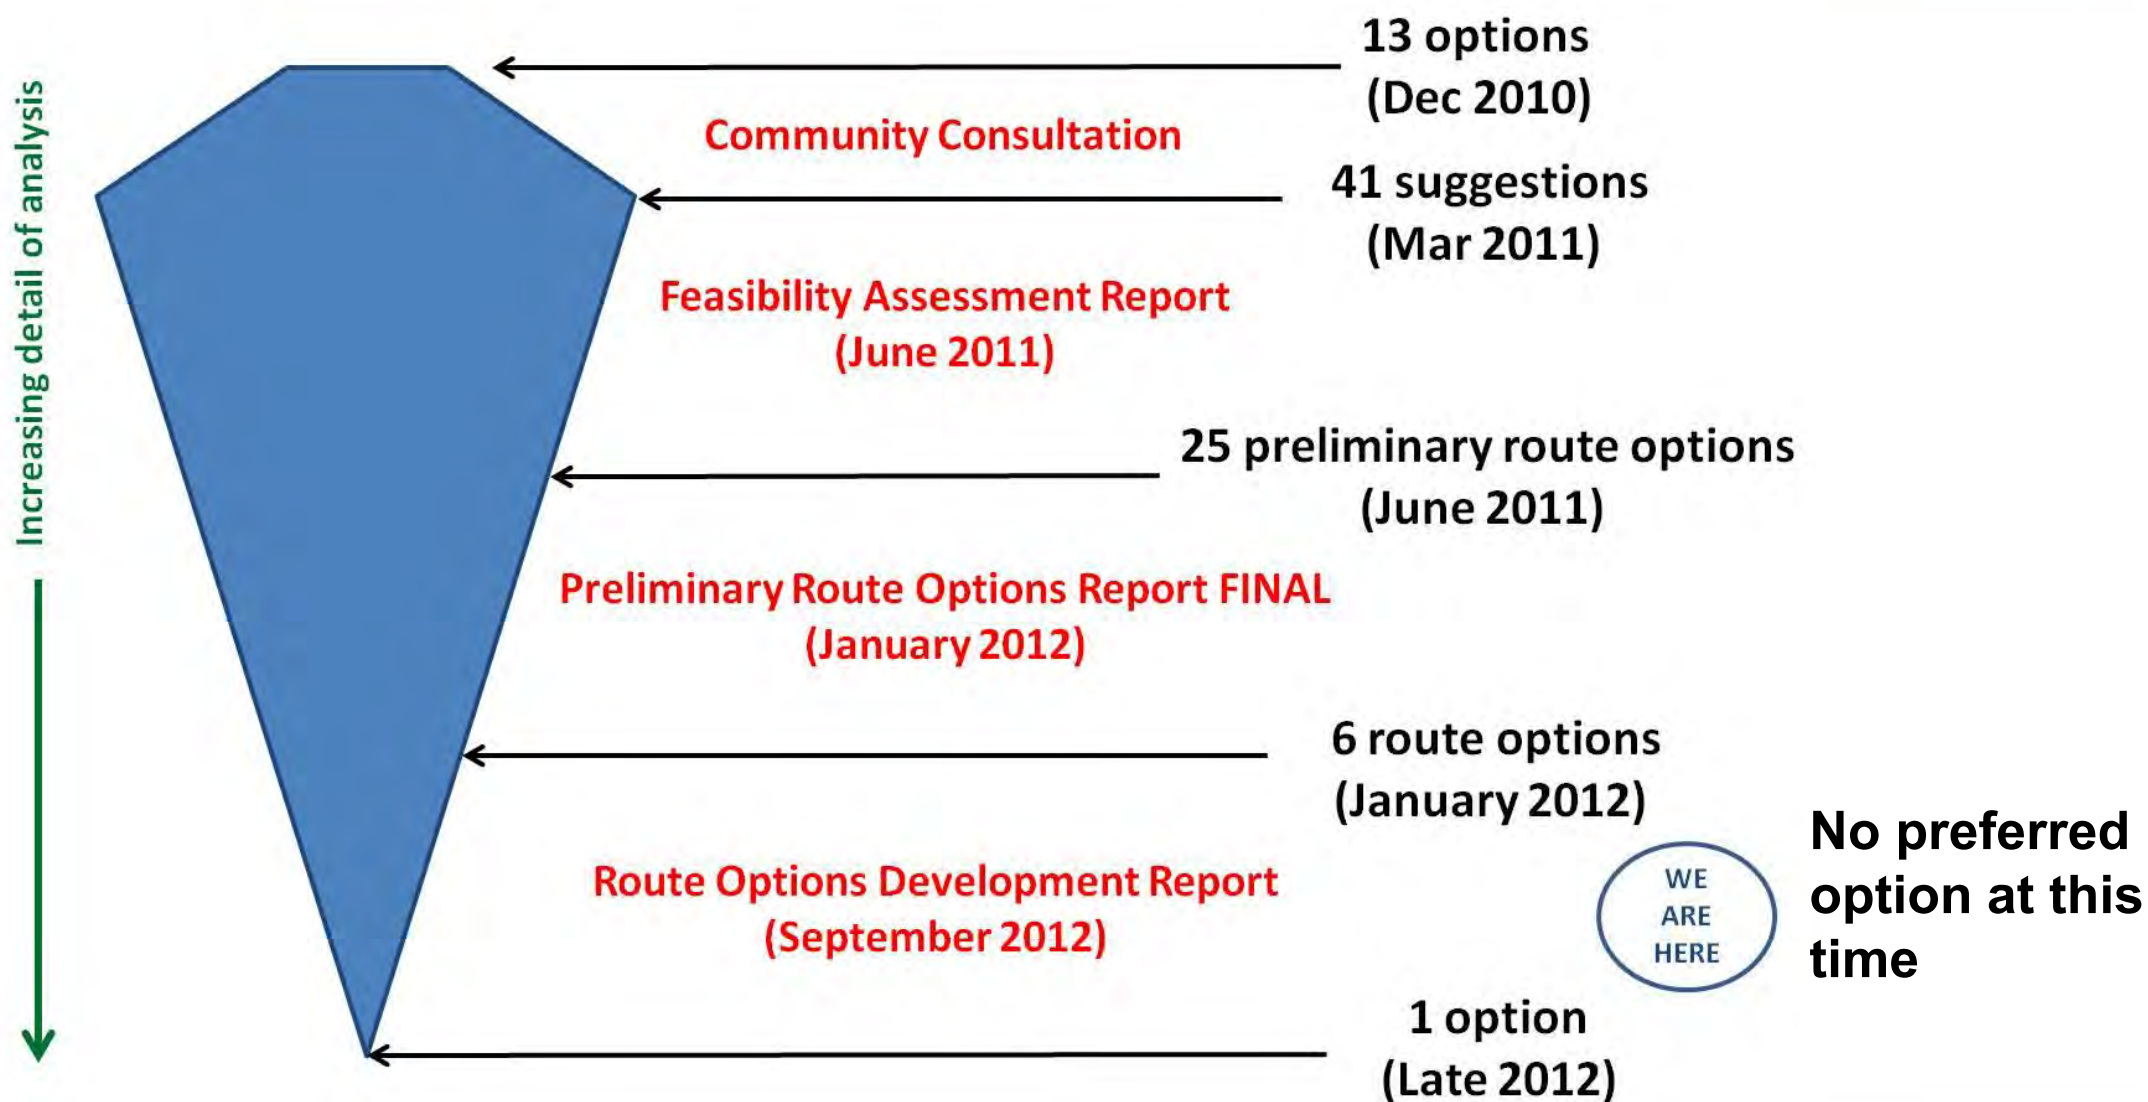 Increasing detail of analysis
13 options
(Dec 2010)
Community Consultation
41 suggestions
(Mar 2011)
Feasibility Assessment Report
(June 2011)
25 preliminary route options
(June 2011)
Preliminary Route Options Report FINAL
(January 2012)
6 route options
(January 2012)
Route Options Development Report
(September 2012)
WE
ARE
HERE
No preferred
option at this
time
1 option
(Late 2012)